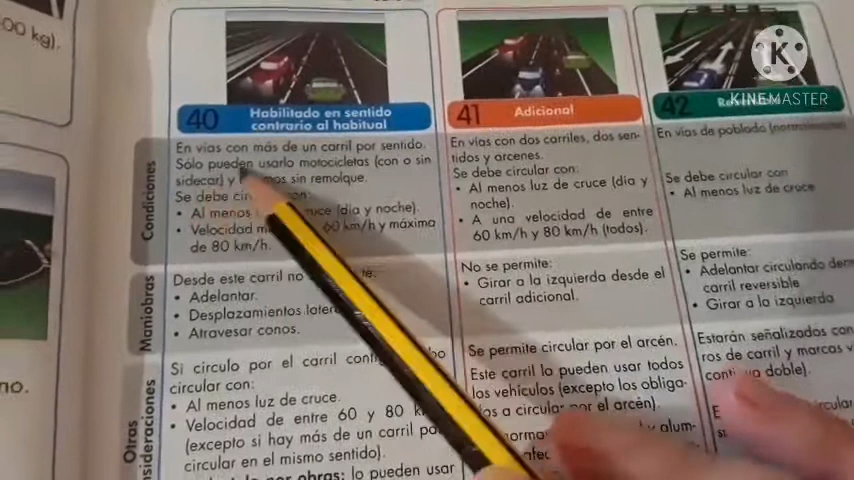 00 kg).
no.
Condiciones
Maniobras
Otras
consideraciones
40 Habilitado en sentido
contrario al habitual
En vías con más de un carril por sentido.
Sólo pueden usarlo motocicletas (con o sin
sidecar) y sin remolque.
Se debe
• Al menos cruce (día y noche).
• Velocidad 60 km/h y máxima
de 80 km/h.
Desde este carril no
• Adelantar.
• Desplazamientos
• Atravesar conos.
Si circulo por el carril
circular con:
• Al menos luz de cruce.
• Velocidad de entre 60 y 80
(excepto si hay más de un carril
circular en el mismo sentido).
por obras: lo pueden usar
41 Adicional
En vías con dos carriles, dos sen-
tidos y arcenes.
Se debe circular con:
• Al menos luz de cruce (día y
noche).
• A una velocidad de entre
60 km/h y 80 km/h (todos).
No se permite:
• Girar a la izquierda desde el
carril adicional.
Se permite circular por el arcén.
Este carril lo pueden usar todos
los vehículos (excepto los obliga-
a circular arcén).
alum-
42
En vías de poblado
Se debe circular con:
• Al menos luz de cruce
Se permite:
• Adelantar circulando
carril reversible
• Girar a la izquierda
Estarán señalizados con
ros de carril y marcas
doble).
K
KINEMASTER